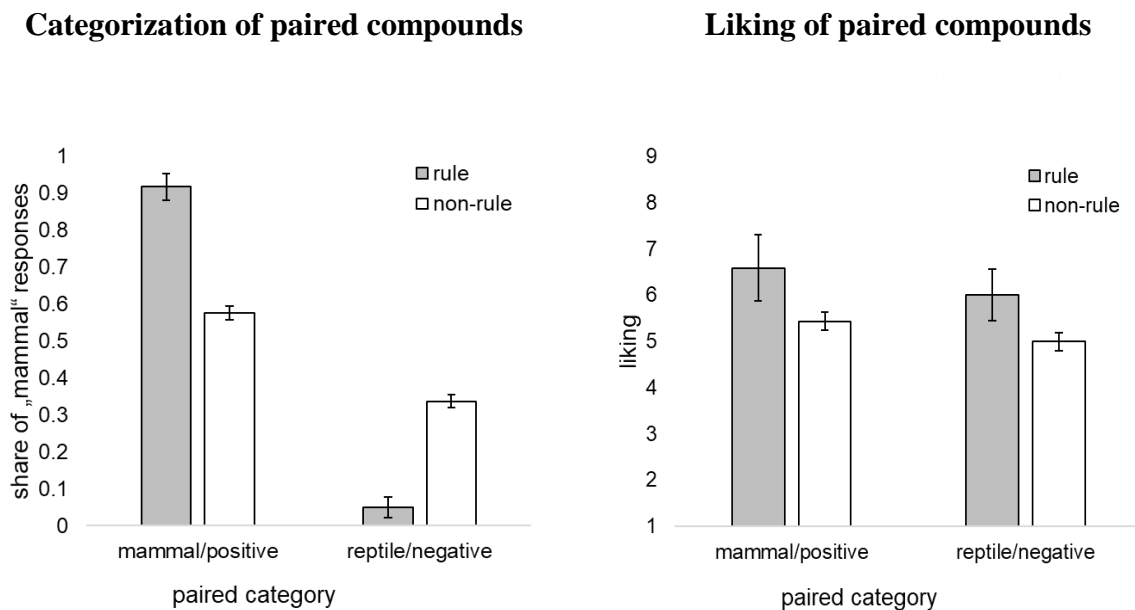 Categorization of paired compounds
share of „mammal“ responses
1
0.9
0.8
0.7
0.6
0.5
0.4
0.3
0.2
0.1
0
rule
non-rule
mammal/positive reptile/negative
paired category
Liking of paired compounds
liking
9
8
7
6
5
4
3
2
1
rule
non-rule
mammal/positive reptile/negative
paired category